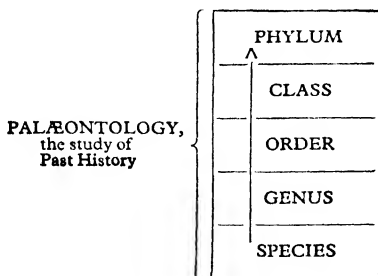 PHYLUM
CLASS
PALÆONTOLOGY,
the study of
Past History
ORDER
GENUS
SPECIES